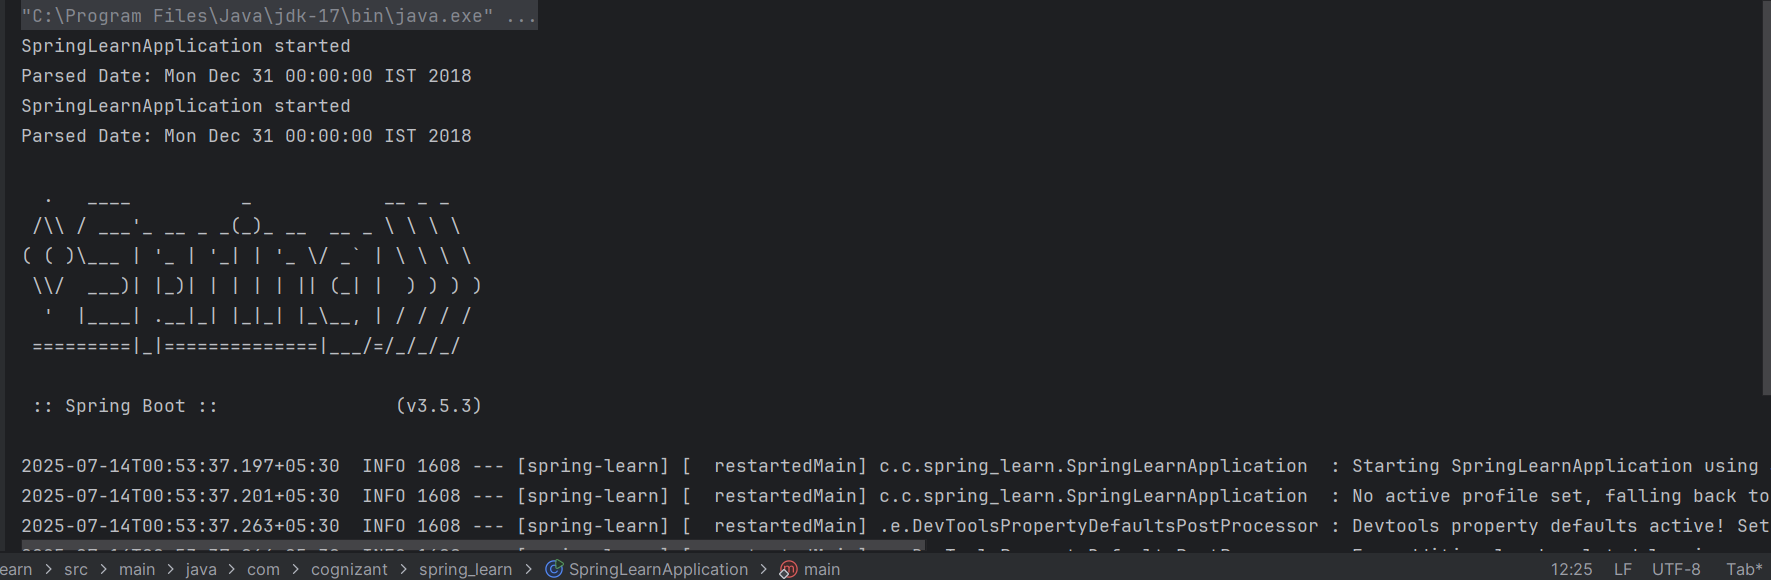 "C:\Program Files\Java\jdk-17\bin\java.exe" ...
SpringLearnApplication started
Parsed Date: Mon Dec 31 00:00:00 IST 2018
SpringLearnApplication started
Parsed Date: Mon Dec 31 00:00:00 IST 2018
  .   ____          _            __ _ _
 /\\ / ___'_ __ _ _(_)_ __  __ _ \ \ \ \
( ( )\___ | '_ | '_| | '_ \/ _` | \ \ \ \
 \\/  ___)| |_)| | | | | || (_| |  ) ) ) )
  '  |____| .__|_| |_|_| |_\__, | / / / /
 =========|_|==============|___/=/_/_/_/
 :: Spring Boot ::                (v3.5.3)
2025-07-14T00:53:37.197+05:30  INFO 1608 --- [spring-learn] [  restartedMain] c.c.spring_learn.SpringLearnApplication  : Starting SpringLearnApplication using
2025-07-14T00:53:37.201+05:30  INFO 1608 --- [spring-learn] [  restartedMain] c.c.spring_learn.SpringLearnApplication  : No active profile set, falling back to
2025-07-14T00:53:37.263+05:30  INFO 1608 --- [spring-learn] [  restartedMain] .e.DevToolsPropertyDefaultsPostProcessor : Devtools property defaults active! Set
earn > src > main > java > com > cognizant > spring_learn > SpringLearnApplication > main 12:25 LF UTF-8 Tab*